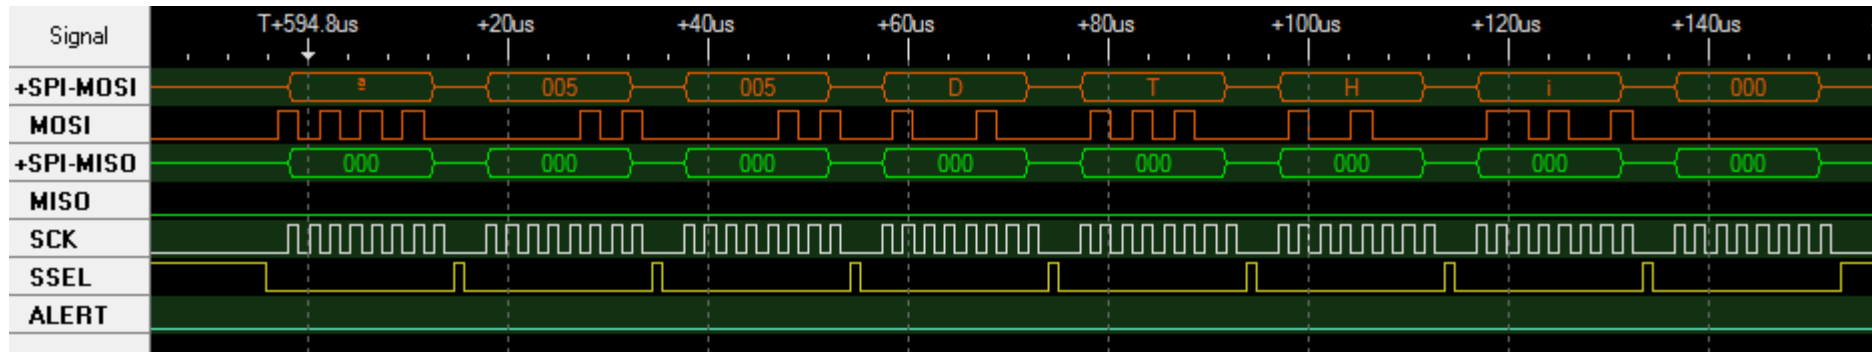 Signal T+594.8us +20us +40us +60us +80us +100us +120us +140us
+SPI-MOSI ª 005 005 D T H i 000
MOSI
+SPI-MISO 000 000 000 000 000 000 000 000
MISO
SCK
SSEL
ALERT